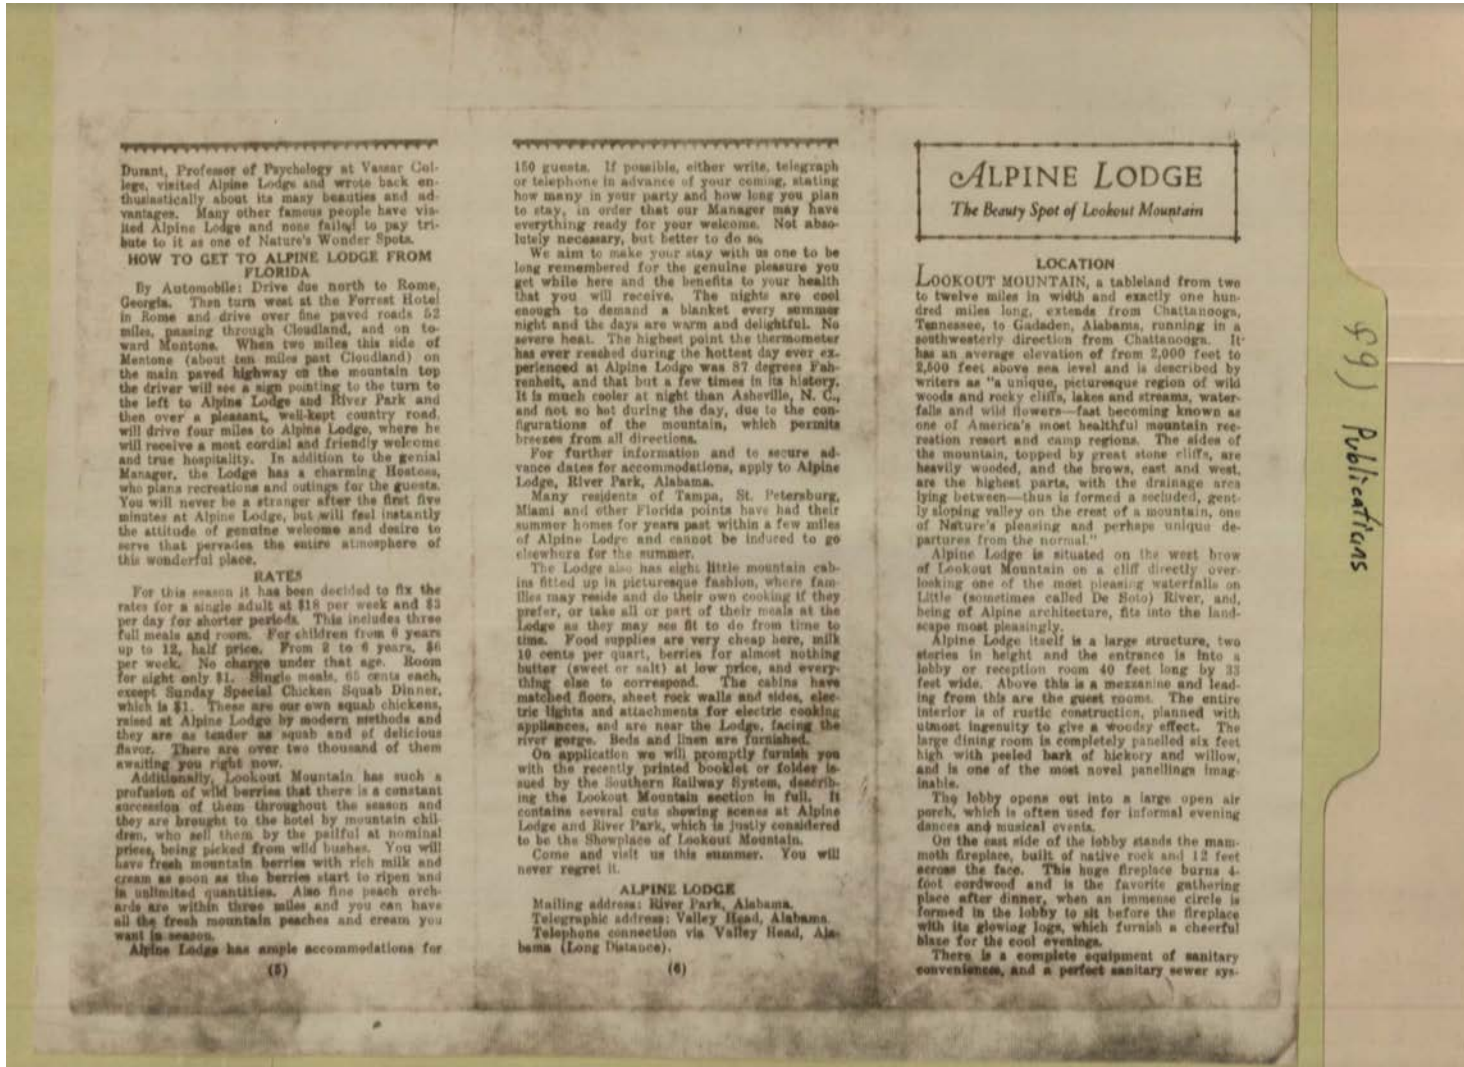 Durant, Professor of Psychology at Vassar Col-
lege, visited Alpine Lodge and wrote back en-
thusiastically about its many beauties and ad-
vantages. Many other famous people have vis-
ited Alpine Lodge and none failed to pay tri-
bute to it as one of Nature's Wonder Spots.
HOW TO GET TO ALPINE LODGE FROM
FLORIDA
By Automobile: Drive due north to Rome,
Georgia. Then turn west at the Forrest Hotel
in Rome and drive over fine paved roads 52
miles, passing through Cloudland, and on to-
ward Mentone. When two miles this side of
Mentone (about ten miles past Cloudland) on
the main paved highway on the mountain top
the driver will see a sign pointing to the turn to
the left to Alpine Lodge and River Park and
then over a pleasant, well-kept country road,
will drive four miles to Alpine Lodge, where he
will receive a most cordial and friendly welcome
and true hospitality. In addition to the genial
Manager, the Lodge has a charming Hostess,
who plans recreations and outings for the guests.
You will never be a stranger after the first five
minutes at Alpine Lodge, but will feel instantly
the attitude of genuine welcome and desire to
serve that pervades the entire atmosphere of
this wonderful place.
RATES
For this season it has been decided to fix the
rates for a single adult at $18 per week and $3
per day for shorter periods. This includes three
full meals and room. For children from 6 years
up to 12, half price. From 2 to 6 years, $6
per week. No charge under that age. Room
for night only $1. Single meals, 65 cents each,
except Sunday Special Chicken Squab Dinner,
which is $1. These are our own squab chickens,
raised at Alpine Lodge by modern methods and
they are as tender as squab and of delicious
flavor. There are over two thousand of them
awaiting you right now.
Additionally, Lookout Mountain has such a
profusion of wild berries that there is a constant
succession of them throughout the season and
they are brought to the hotel by mountain chil-
dren, who sell them by the pailful at nominal
prices, being picked from wild bushes. You will
have fresh mountain berries with rich milk and
cream as soon as the berries start to ripen and
in unlimited quantities. Also fine peach orch-
ards are within three miles and you can have
all the fresh mountain peaches and cream you
want in season.
Alpine Lodge has ample accommodations for
(5)
150 guests. If possible, either write, telegraph
or telephone in advance of your coming, stating
how many in your party and how long you plan
to stay, in order that our Manager may have
everything ready for your welcome. Not abso-
lutely necessary, but better to do so.
We aim to make your stay with us one to be
long remembered for the genuine pleasure you
get while here and the benefits to your health
that you will receive. The nights are cool
enough to demand a blanket every summer
night and the days are warm and delightful. No
severe heat. The highest point the thermometer
has ever reached during the hottest day ever ex-
perienced at Alpine Lodge was 87 degrees Fah-
renheit, and that but a few times in its history.
It is much cooler at night than Asheville, N. C.,
and not so hot during the day, due to the con-
figurations of the mountain, which permits
breezes from all directions.
For further information and to secure ad-
vance dates for accommodations, apply to Alpine
Lodge, River Park, Alabama.
Many residents of Tampa, St. Petersburg,
Miami and other Florida points have had their
summer homes for years past within a few miles
of Alpine Lodge and cannot be induced to go
elsewhere for the summer.
The Lodge also has eight little mountain cab-
ins fitted up in picturesque fashion, where fam-
ilies may reside and do their own cooking if they
prefer, or take all or part of their meals at the
Lodge as they may see fit to do from time to
time. Food supplies are very cheap here, milk
10 cents per quart, berries for almost nothing
butter (sweet or salt) at low price, and every-
thing else to correspond. The cabins have
matched floors, sheet rock walls and sides, elec-
tric lights and attachments for electric cooking
appliances, and are near the Lodge, facing the
river gorge. Beds and linen are furnished.
On application we will promptly furnish you
with the recently printed booklet or folder is-
sued by the Southern Railway System, describ-
ing the Lookout Mountain section in full. It
contains several cuts showing scenes at Alpine
Lodge and River Park, which is justly considered
to be the Showplace of Lookout Mountain.
Come and visit us this summer. You will
never regret it.
ALPINE LODGE
Mailing address: River Park, Alabama.
Telegraphic address: Valley Head, Alabama.
Telephone connection via Valley Head, Ala-
bama (Long Distance).
(6)
ALPINE LODGE
The Beauty Spot of Lookout Mountain
LOCATION
LOOKOUT MOUNTAIN, a tableland from two
to twelve miles in width and exactly one hun-
dred miles long, extends from Chattanooga,
Tennessee, to Gadsden, Alabama, running in a
southwesterly direction from Chattanooga. It
has an average elevation of from 2,000 feet to
2,500 feet above sea level and is described by
writers as "a unique, picturesque region of wild
woods and rocky cliffs, lakes and streams, water-
falls and wild flowers—fast becoming known as
one of America's most healthful mountain rec-
reation resort and camp regions. The sides of
the mountain, topped by great stone cliffs, are
heavily wooded, and the brows, east and west,
are the highest parts, with the drainage area
lying between—thus is formed a secluded, gent-
ly sloping valley on the crest of a mountain, one
of Nature's pleasing and perhaps unique de-
partures from the normal."
Alpine Lodge is situated on the west brow
of Lookout Mountain on a cliff directly over-
looking one of the most pleasing waterfalls on
Little (sometimes called De Soto) River, and,
being of Alpine architecture, fits into the land-
scape most pleasingly.
Alpine Lodge itself is a large structure, two
stories in height and the entrance is into a
lobby or reception room 40 feet long by 33
feet wide. Above this is a mezzanine and lead-
ing from this are the guest rooms. The entire
interior is of rustic construction, planned with
utmost ingenuity to give a woodsy effect. The
large dining room is completely panelled six feet
high with peeled bark of hickory and willow,
and is one of the most novel panellings imag-
inable.
The lobby opens out into a large open air
porch, which is often used for informal evening
dances and musical events.
On the east side of the lobby stands the mam-
moth fireplace, built of native rock and 12 feet
across the face. This huge fireplace burns 4-
foot cordwood and is the favorite gathering
place after dinner, when an immense circle is
formed in the lobby to sit before the fireplace
with its glowing logs, which furnish a cheerful
blaze for the cool evenings.
There is a complete equipment of sanitary
conveniences, and a perfect sanitary sewer sys-
Publications